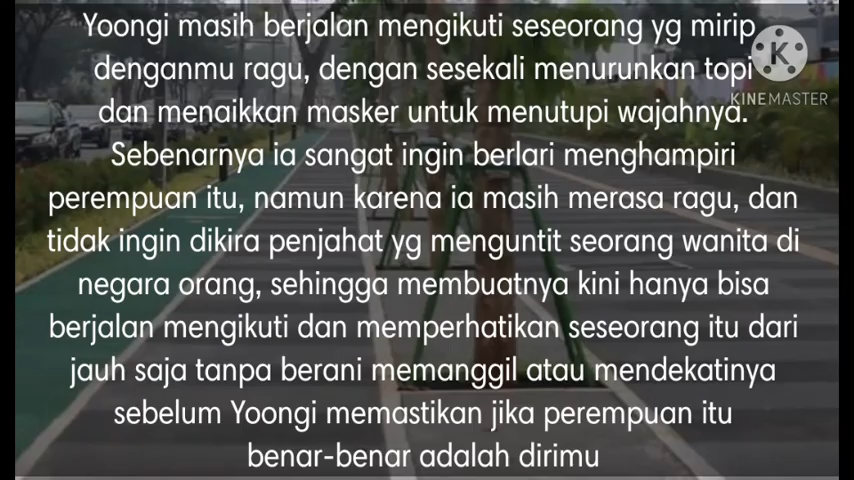 Yoongi masih berjalan mengikuti seseorang yg mirip
denganmu ragu, dengan sesekali menurunkan topi
dan menaikkan masker untuk menutupi wajahnya.
Sebenarnya ia sangat ingin berlari menghampiri
perempuan itu, namun karena ia masih merasa ragu, dan
tidak ingin dikira penjahat yg menguntit seorang wanita di
negara orang, sehingga membuatnya kini hanya bisa
berjalan mengikuti dan memperhatikan seseorang itu dari
jauh saja tanpa berani memanggil atau mendekatinya
sebelum Yoongi memastikan jika perempuan itu
benar-benar adalah dirimu
K
KINEMASTER